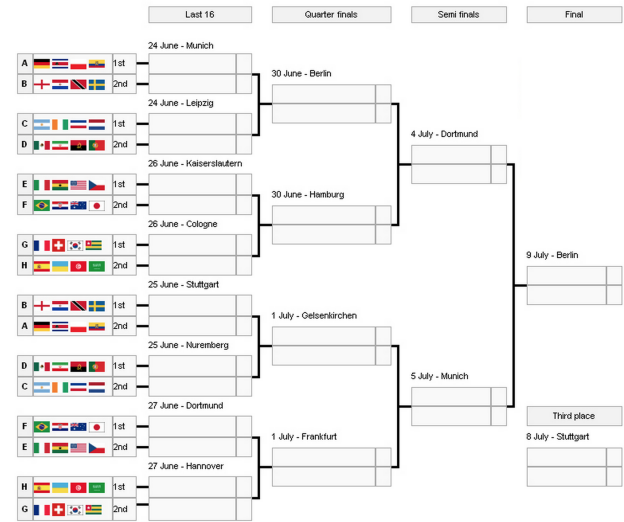 Last 16 Quarter finals Semi finals Final
24 June - Munich
A 1st
B 2nd
30 June - Berlin
24 June - Leipzig
C 1st
D 2nd
4 July - Dortmund
26 June - Kaiserslautern
E 1st
F 2nd
30 June - Hamburg
26 June - Cologne
G 1st
H 2nd
9 July - Berlin
25 June - Stuttgart
B 1st
A 2nd
1 July - Gelsenkirchen
25 June - Nuremberg
D 1st
C 2nd
5 July - Munich
27 June - Dortmund
F 1st
E 2nd
1 July - Frankfurt
Third place
8 July - Stuttgart
27 June - Hannover
H 1st
G 2nd